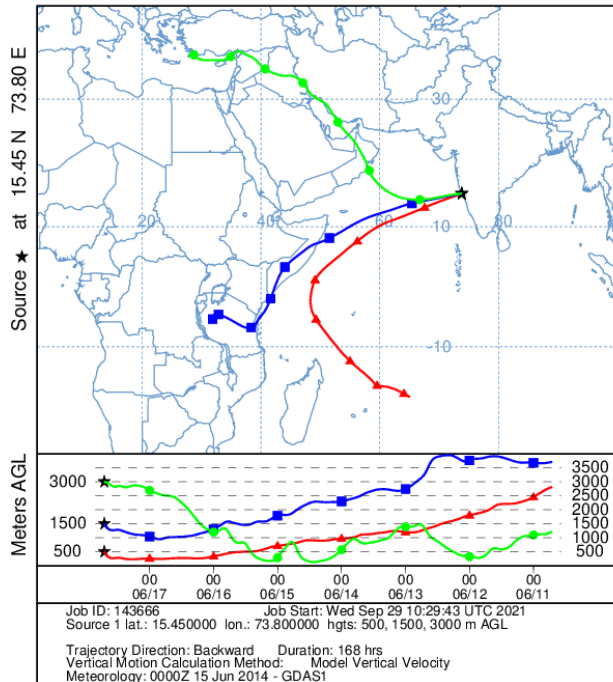 Source ★ at 15.45 N 73.80 E
30
20
40
60
80
-10
Meters AGL
3000
1500
500
3500
3000
2500
2000
1500
1000
500
00 00 00 00 00 00 00
06/17 06/16 06/15 06/14 06/13 06/12 06/11
Job ID: 143666 Job Start: Wed Sep 29 10:29:43 UTC 2021
Source 1 lat.: 15.450000 lon.: 73.800000 hgts: 500, 1500, 3000 m AGL
Trajectory Direction: Backward Duration: 168 hrs
Vertical Motion Calculation Method: Model Vertical Velocity
Meteorology: 0000Z 15 Jun 2014 - GDAS1